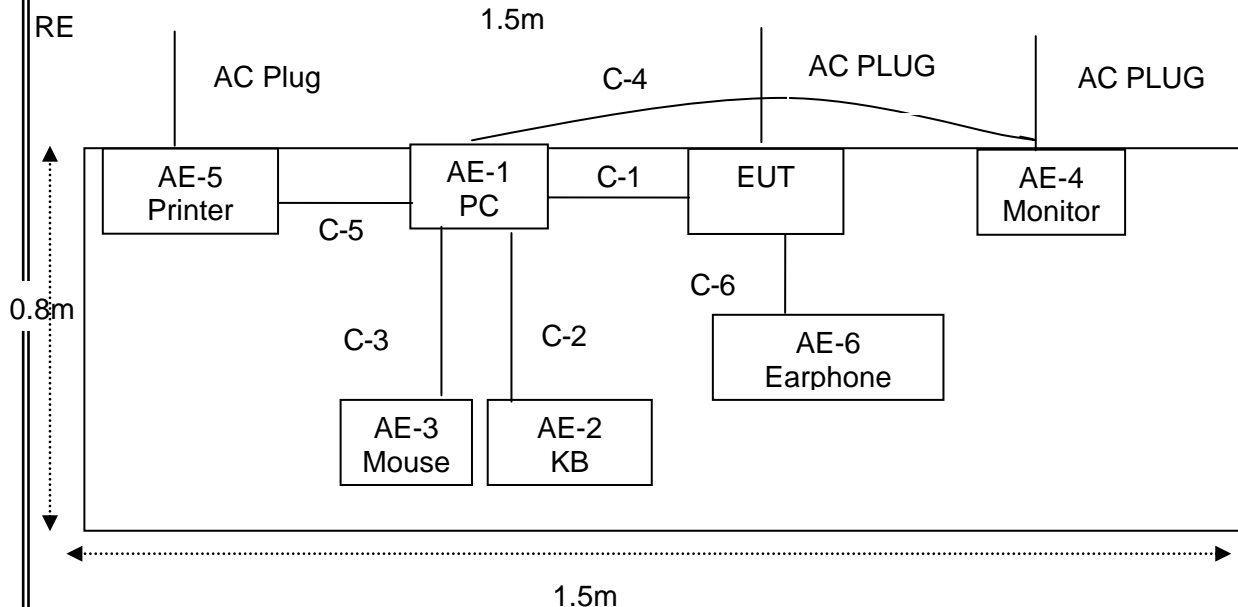 RE
1.5m
AC Plug
C-4
AC PLUG
AC PLUG
AE-5
Printer
AE-1
PC
C-1
EUT
AE-4
Monitor
C-5
C-6
0.8m
C-3
C-2
AE-6
Earphone
AE-3
Mouse
AE-2
KB
1.5m